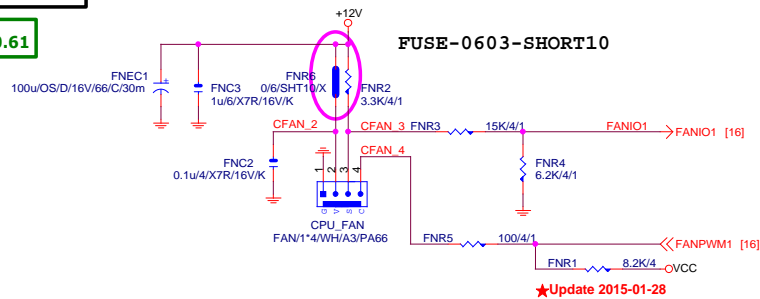 +12V
0.61
FUSE-0603-SHORT10
FNEC1
100u/OS/D/16V/66/C/30m
FNC3
1u/6/X7R/16V/K
FNR6
0/6/SHT10/X
FNR2
3.3K/4/1
CFAN_2
CFAN_3
FNR3
15K/4/1
FANIO1
FANIO1 [16]
CFAN_4
FNC2
0.1u/4/X7R/16V/K
FNR4
6.2K/4/1
1
2
3
4
G
V
S
C
CPU_FAN
FAN/1*4/WH/A3/PA66
FNR5
100/4/1
FANPWM1 [16]
FNR1
8.2K/4
VCC
★Update 2015-01-28